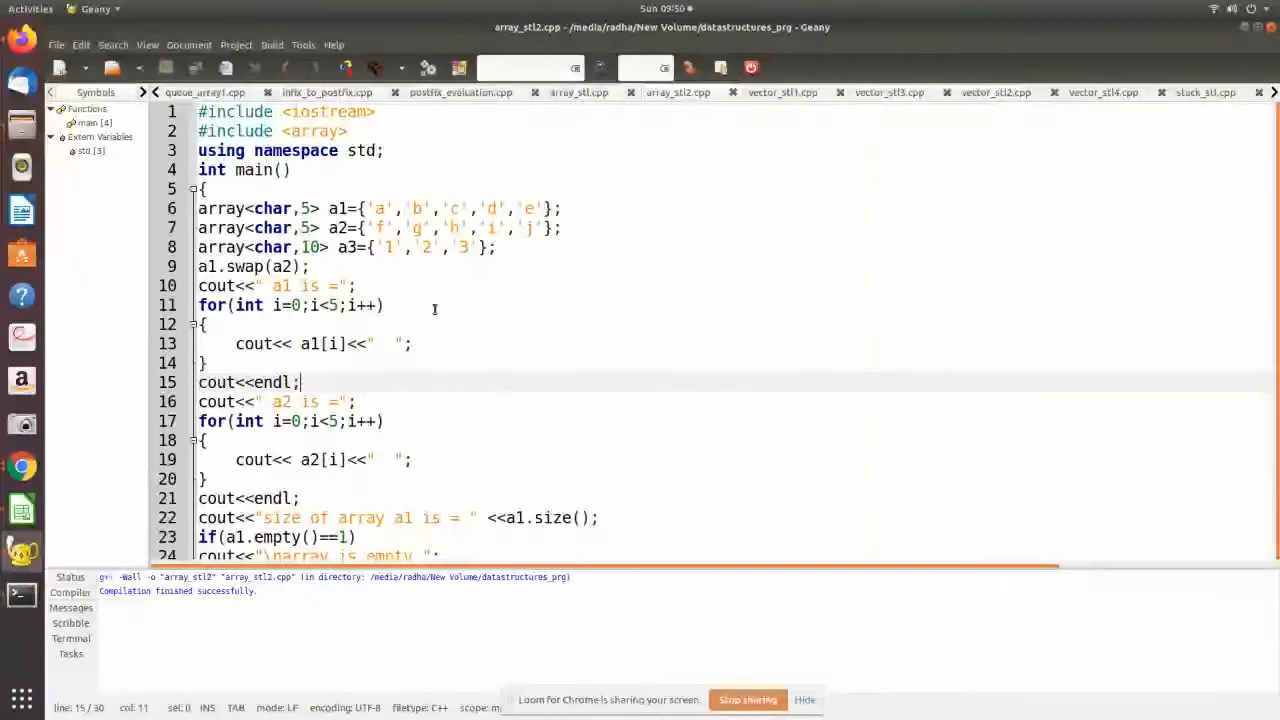 Activities Geany Sun 09:50
array_stl2.cpp - /media/radha/New Volume/datastructures_prg - Geany
File Edit Search View Document Project Build Tools Help
Symbols queue_array1.cpp infix_to_postfix.cpp postfix_evaluation.cpp array_stl.cpp array_stl2.cpp vector_stl1.cpp vector_stl3.cpp vector_stl2.cpp vector_stl4.cpp stack_stl.cpp
Functions
main [4]
Extern Variables
std [3]
1 #include <iostream>
2 #include <array>
3 using namespace std;
4 int main()
5 {
6 array<char,5> a1={'a','b','c','d','e'};
7 array<char,5> a2={'f','g','h','i','j'};
8 array<char,10> a3={'1','2','3'};
9 a1.swap(a2);
10 cout<<" a1 is =";
11 for(int i=0;i<5;i++)
12 {
13 cout<< a1[i]<<"  ";
14 }
15 cout<<endl;
16 cout<<" a2 is =";
17 for(int i=0;i<5;i++)
18 {
19 cout<< a2[i]<<"  ";
20 }
21 cout<<endl;
22 cout<<"size of array a1 is = " <<a1.size();
23 if(a1.empty()==1)
24 cout<<"\narray is empty ";
Status
Compiler
Messages
Scribble
Terminal
Tasks
g++ -Wall -o "array_stl2" "array_stl2.cpp" (in directory: /media/radha/New Volume/datastructures_prg)
Compilation finished successfully.
Loom for Chrome is sharing your screen. Stop sharing Hide
line: 15 / 30 col: 11 sel: 0 INS TAB mode: LF encoding: UTF-8 filetype: C++ scope: m